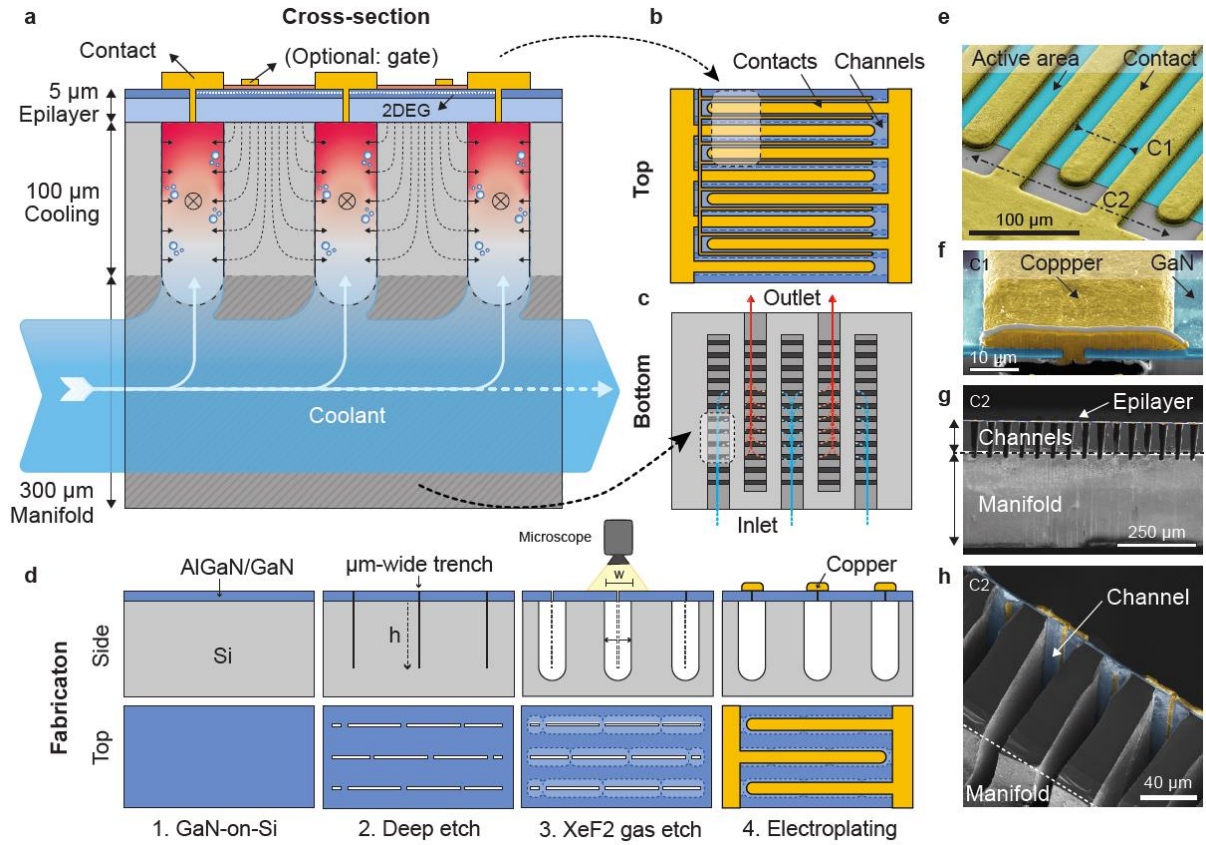 a
Cross-section
Contact
(Optional: gate)
5 µm
Epilayer
2DEG
100 µm
Cooling
Coolant
300 µm
Manifold
b
Contacts
Channels
Top
c
Outlet
Bottom
Inlet
d
Fabricaton
AlGaN/GaN
µm-wide trench
Microscope
w
Copper
Side
Si
h
Top
1. GaN-on-Si
2. Deep etch
3. XeF2 gas etch
4. Electroplating
e
Active area
Contact
C1
C2
100 µm
f
C1
Coppper
GaN
10 µm
g
C2
Epilayer
Channels
Manifold
250 µm
h
C2
Channel
Manifold
40 µm